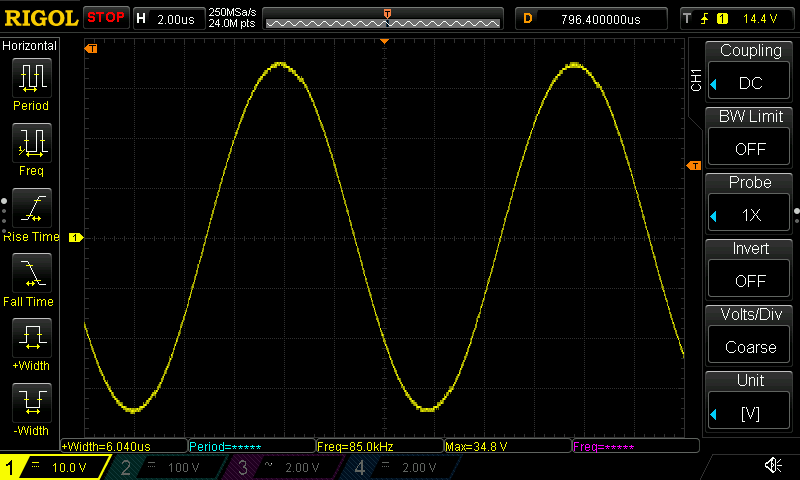 RIGOL STOP H 2.00us 250MSa/s 24.0M pts T D 796.400000us T 1 14.4 V
Horizontal
Period
Freq
Rise Time
Fall Time
+Width
-Width
T
T
1
CH1
Coupling
DC
BW Limit
OFF
Probe
1X
Invert
OFF
Volts/Div
Coarse
Unit
[V]
+Width=6.040us Period=***** Freq=85.0kHz Max=34.8 V Freq=*****
1 10.0 V 2 100 V 3 ~ 2.00 V 4 2.00 V